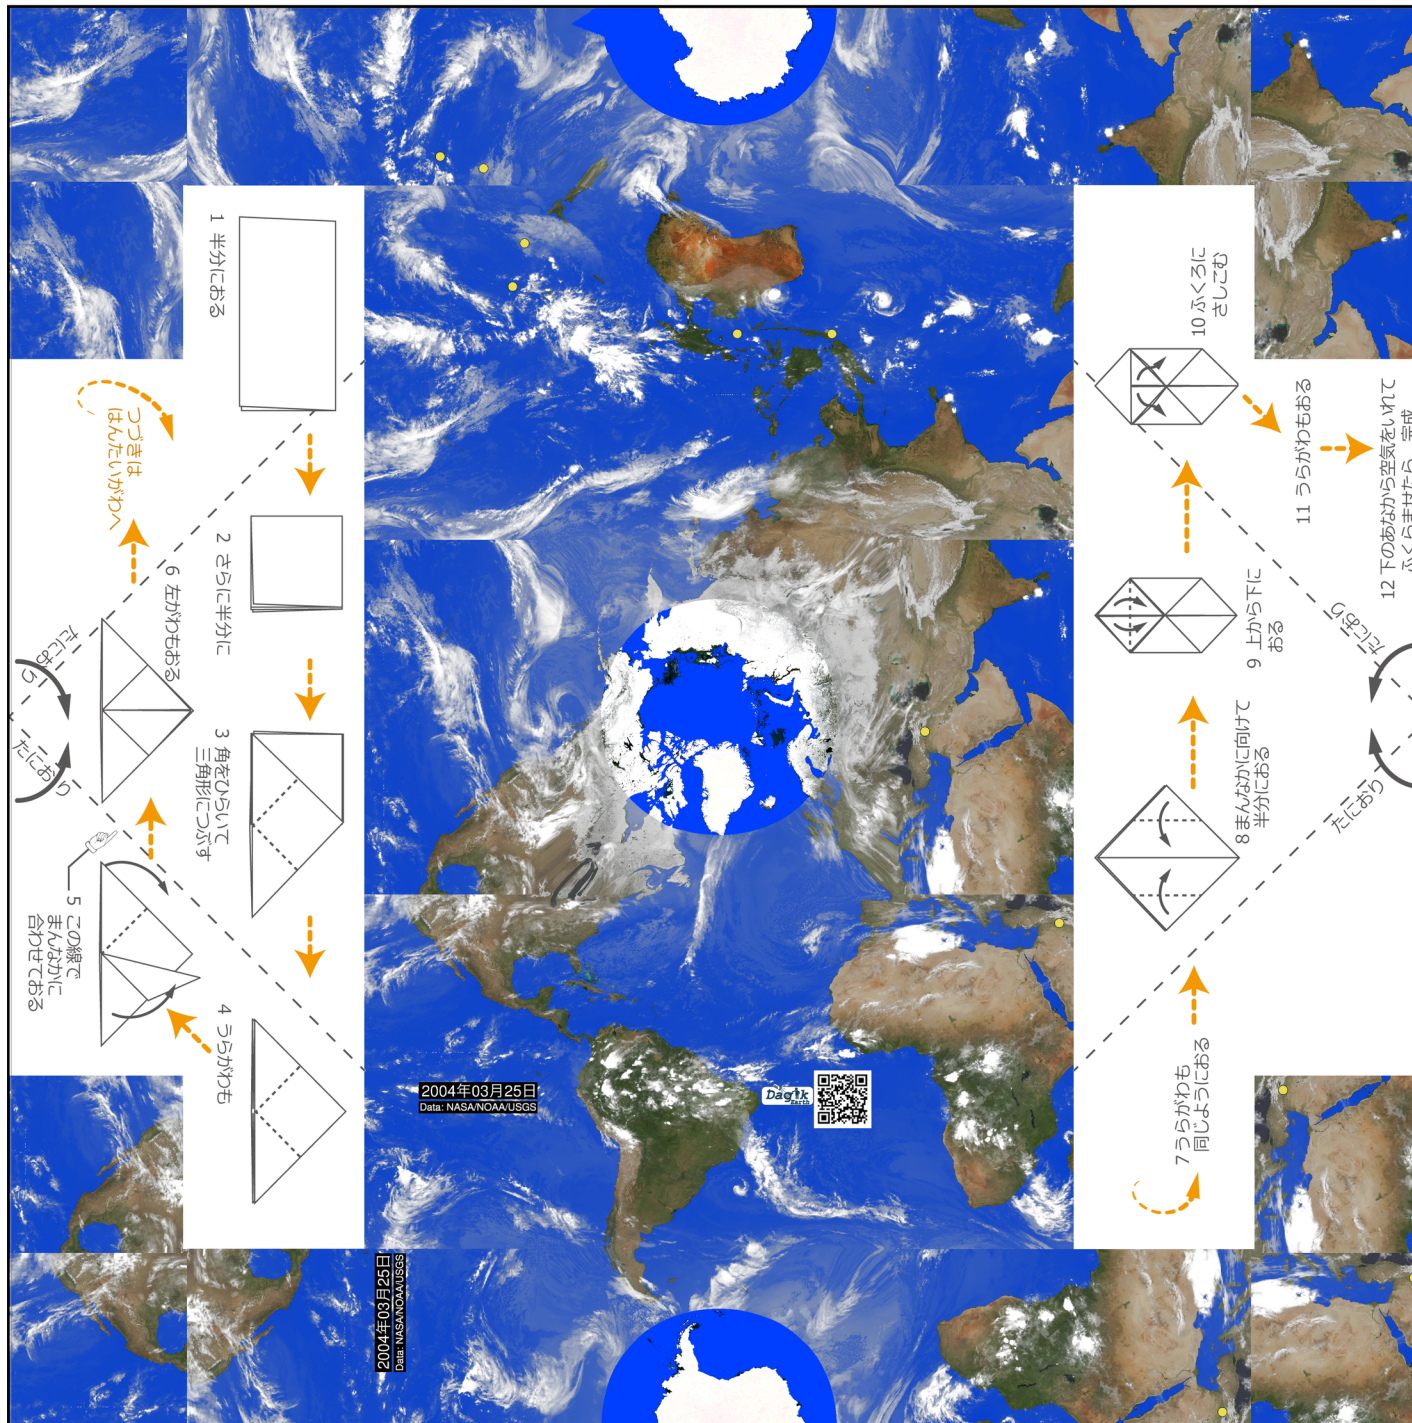 1 半分におる
2 さらに半分に
3 角をひらいて
三角形につぶす
4 うらがわも
5 この線で
まんなかに
合わせておる
6 左がわもおる
つづきは
はんたいがわへ
たにおり
たにおり
7 うらがわも
同じようにおる
8 まんなかに向けて
半分におる
9 上から下に
おる
10 ふくろに
さしこむ
11 うらがわもおる
12 下のあなから空気をいれて
ふくらませたら、完成
たにおり
たにおり
2004年03月25日
Data: NASA/NOAA/USGS
Dagik
Earth
2004年03月25日
Data: NASA/NOAA/USGS